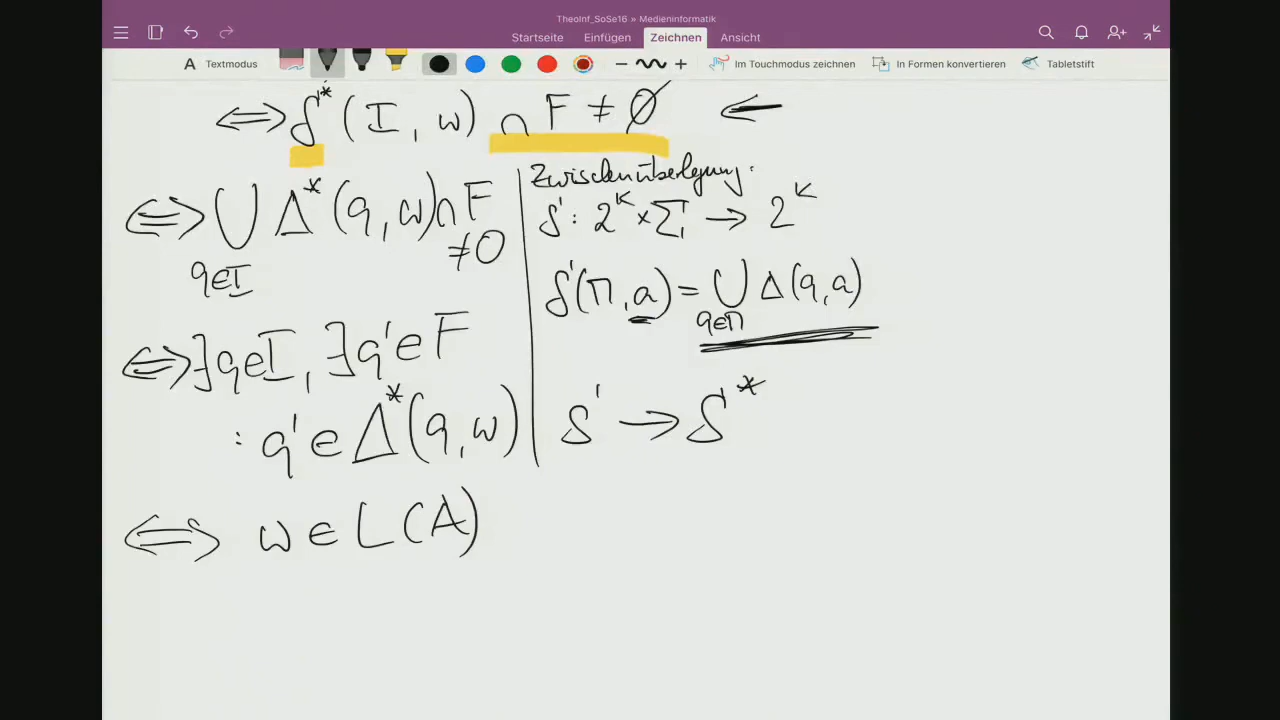 TheoInf_SoSe16 » Medieninformatik
Startseite Einfügen Zeichnen Ansicht
A Textmodus Im Touchmodus zeichnen In Formen konvertieren Tabletstift
⟺ δ'*(I, w) ∩ F ≠ ∅ ⟸
⟺ ⋃ Δ*(q, w) ∩ F
≠ ∅
q∈I
⟺ ∃q∈I, ∃q'∈F
: q'∈Δ*(q, w)
⟺ w∈L(A)
Zwischenüberlegung:
δ': 2^K × Σ → 2^K
δ'(M, a) = ⋃ Δ(q, a)
q∈M
δ' → δ'*